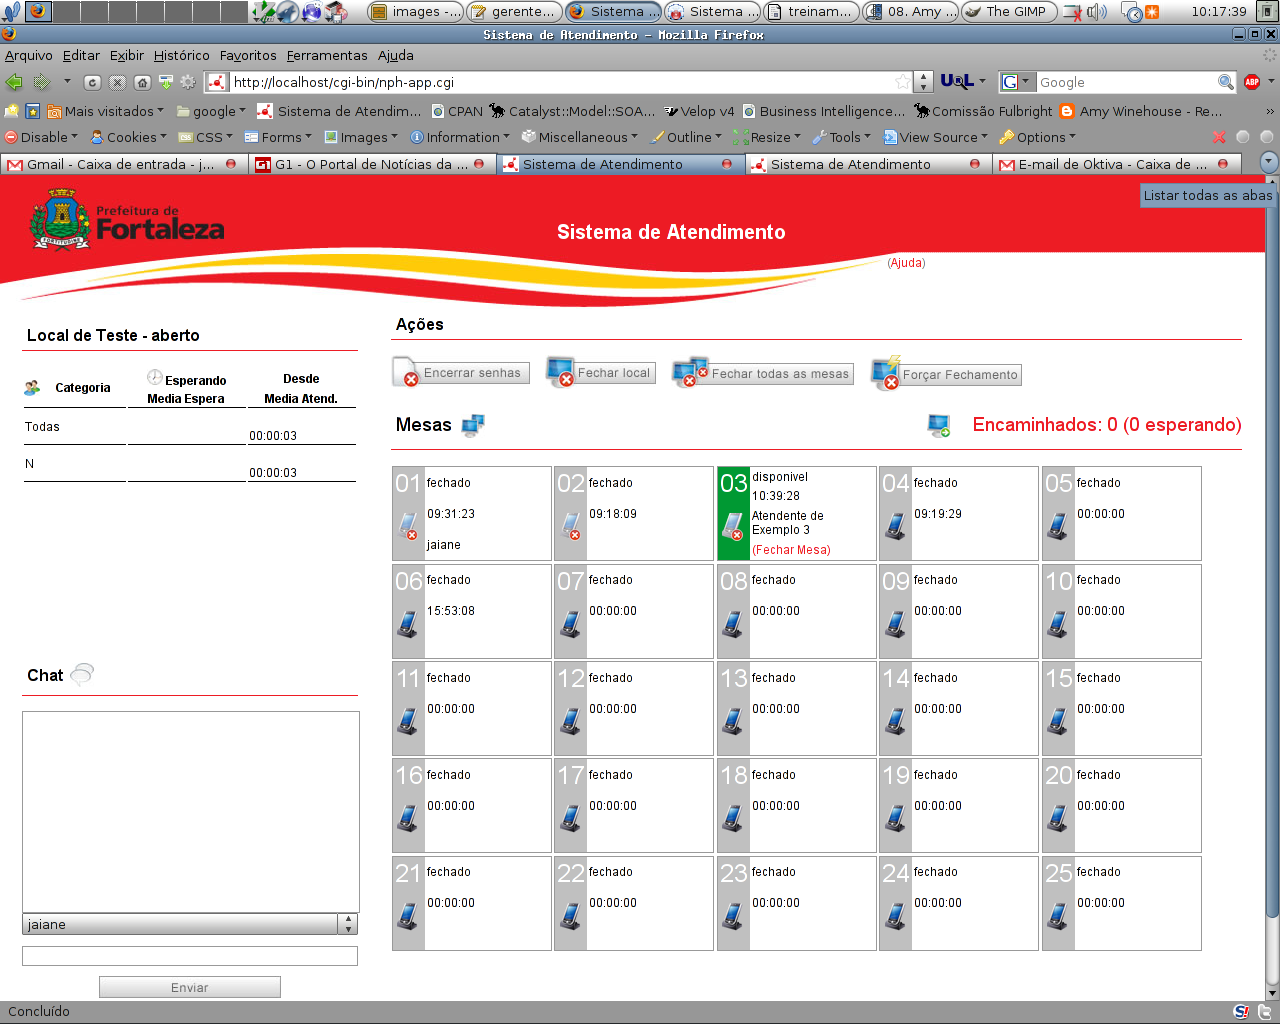 images -...
gerente...
Sistema ...
Sistem...
treinam...
08. Amy ...
The GIMP
10:17:39
Sistema de Atendimento - Mozilla Firefox
Arquivo Editar Exibir Histórico Favoritos Ferramentas Ajuda
http://localhost/cgi-bin/nph-app.cgi
Google
ABP
Mais visitados
google
Sistema de Atendim...
CPAN
Catalyst::Model::SOA...
Velop v4
Business Intelligence...
Comissão Fulbright
Amy Winehouse - Re...
Disable
Cookies
CSS
Forms
Images
Information
Miscellaneous
Outline
Resize
Tools
View Source
Options
Gmail - Caixa de entrada - j...
G1 - O Portal de Notícias da ...
Sistema de Atendimento
Sistema de Atendimento
E-mail de Oktiva - Caixa de ...
Listar todas as abas
Prefeitura de
Fortaleza
Sistema de Atendimento
(Ajuda)
Local de Teste - aberto
Categoria
Esperando
Media Espera
Desde
Media Atend.
Todas
00:00:03
N
00:00:03
Chat
jaiane
Enviar
Ações
Encerrar senhas
Fechar local
Fechar todas as mesas
Forçar Fechamento
Mesas
Encaminhados: 0 (0 esperando)
01 fechado
09:31:23
jaiane
02 fechado
09:18:09
03 disponivel
10:39:28
Atendente de
Exemplo 3
(Fechar Mesa)
04 fechado
09:19:29
05 fechado
00:00:00
06 fechado
15:53:08
07 fechado
00:00:00
08 fechado
00:00:00
09 fechado
00:00:00
10 fechado
00:00:00
11 fechado
00:00:00
12 fechado
00:00:00
13 fechado
00:00:00
14 fechado
00:00:00
15 fechado
00:00:00
16 fechado
00:00:00
17 fechado
00:00:00
18 fechado
00:00:00
19 fechado
00:00:00
20 fechado
00:00:00
21 fechado
00:00:00
22 fechado
00:00:00
23 fechado
00:00:00
24 fechado
00:00:00
25 fechado
00:00:00
Concluído